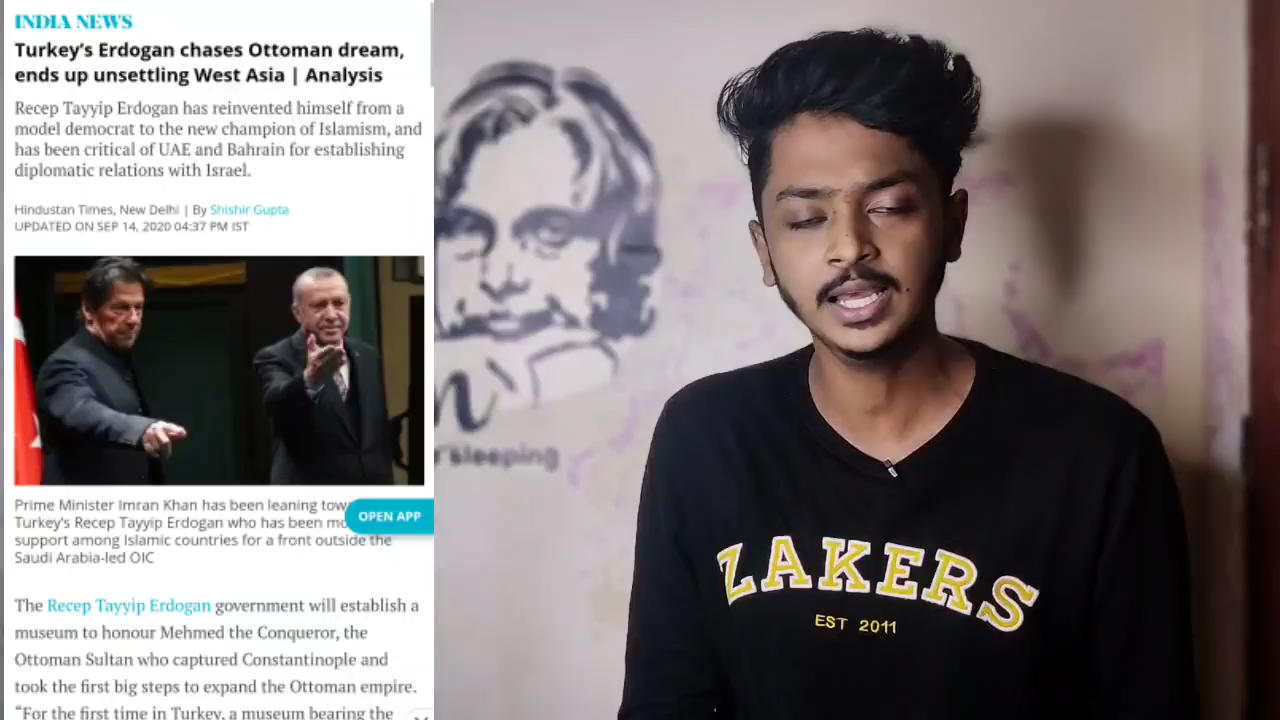 INDIA NEWS
Turkey's Erdogan chases Ottoman dream,
ends up unsettling West Asia | Analysis
Recep Tayyip Erdogan has reinvented himself from a
model democrat to the new champion of Islamism, and
has been critical of UAE and Bahrain for establishing
diplomatic relations with Israel.
Hindustan Times, New Delhi | By Shishir Gupta
UPDATED ON SEP 14, 2020 04:37 PM IST
Prime Minister Imran Khan has been leaning
Turkey's Recep Tayyip Erdogan who has been
support among Islamic countries for a front outside the
Saudi Arabia-led OIC
OPEN APP
The Recep Tayyip Erdogan government will establish a
museum to honour Mehmed the Conqueror, the
Ottoman Sultan who captured Constantinople and
took the first big steps to expand the Ottoman empire.
“For the first time in Turkey, a museum bearing the
sleeping
ZAKERS
EST 2011